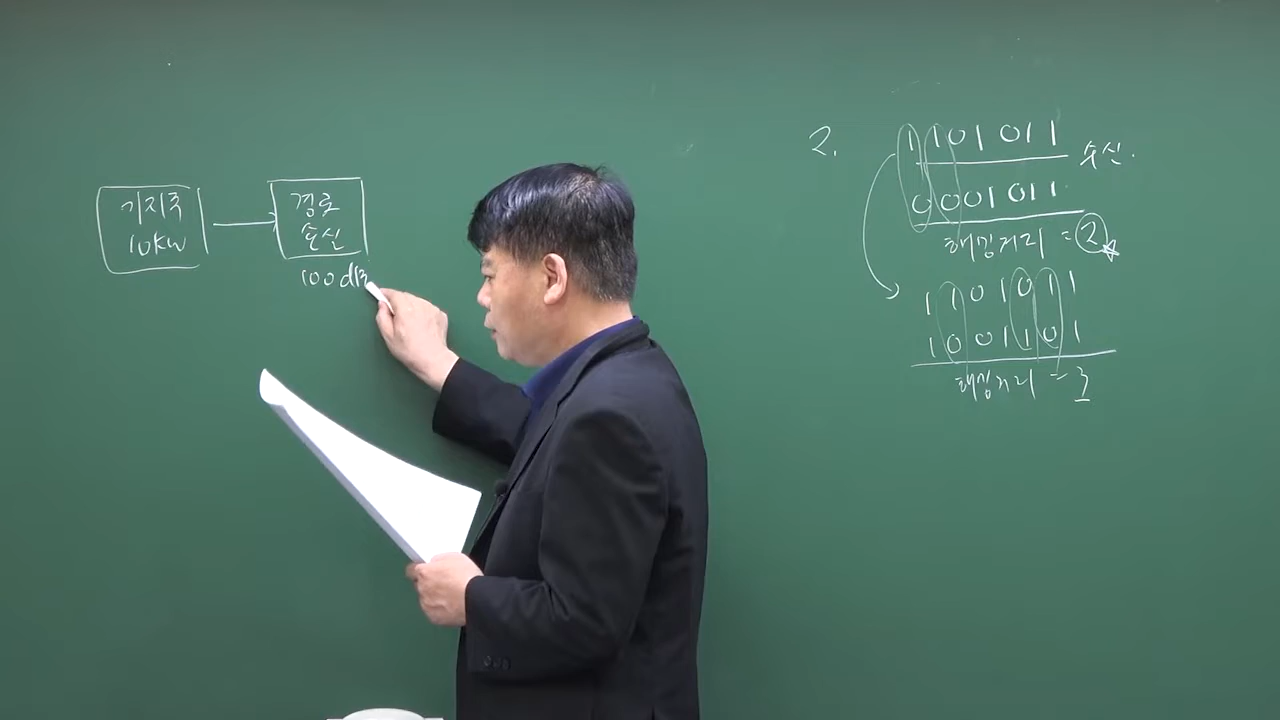 기지국
10KW
경로
손실
100dB
2.
1101011
수신.
0001011
해밍거리 = 2
1101011
1001101
해밍거리 = 3